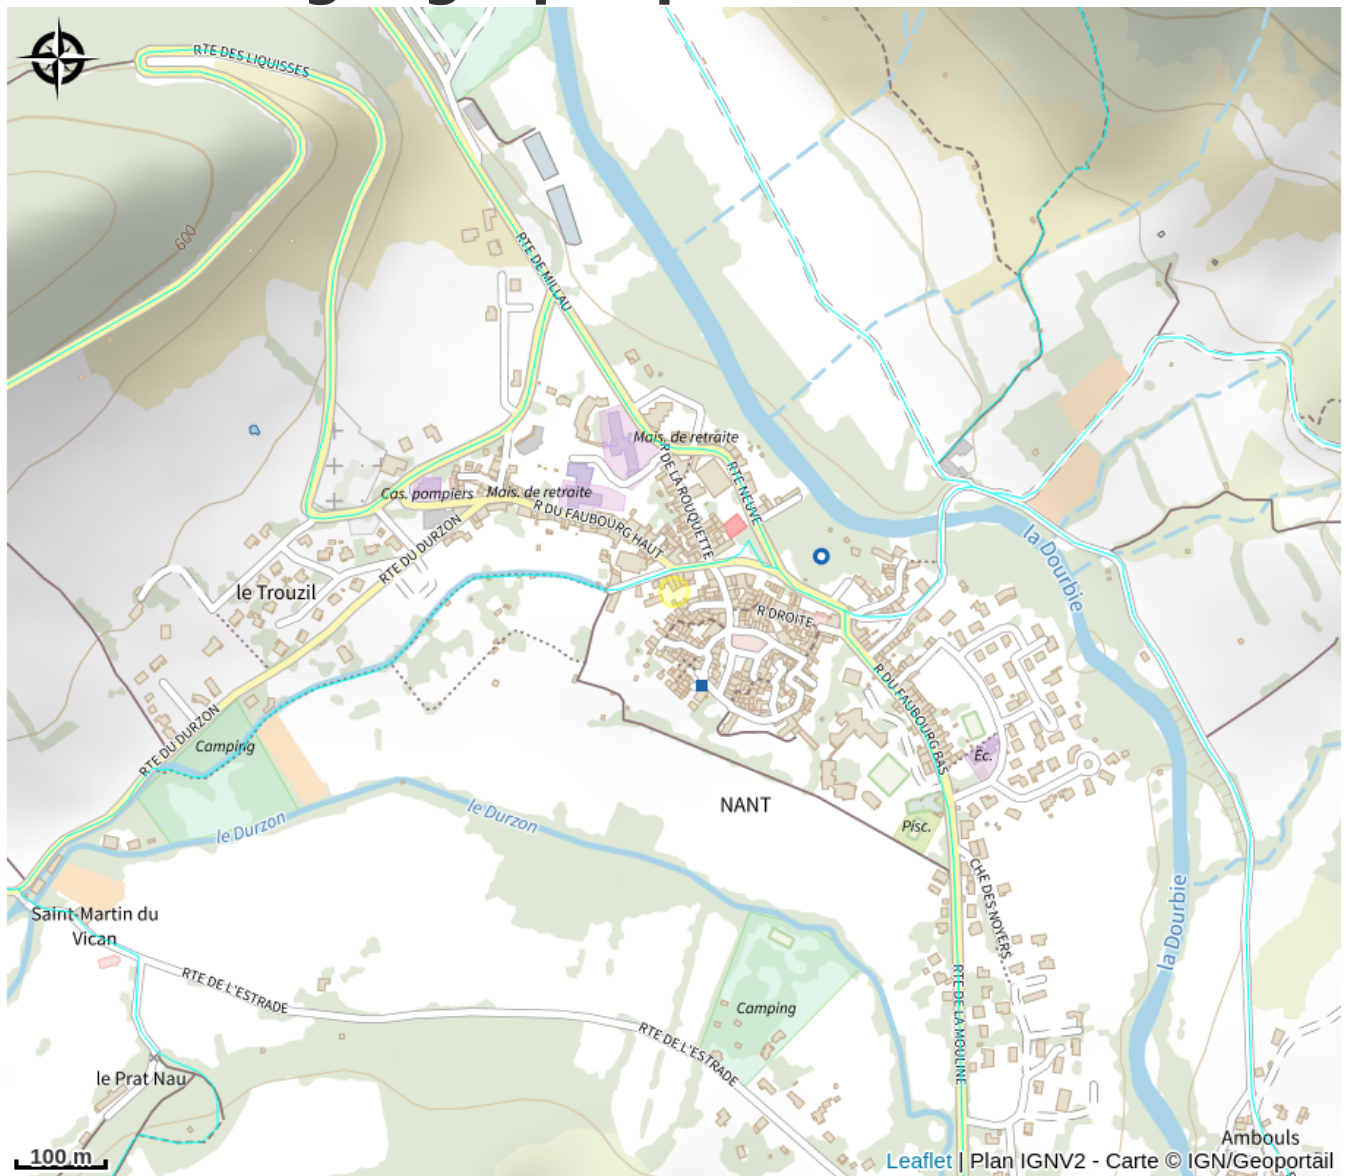 RTE DES LIQUISSES
600
RTE DE MILLAU
Mais. de retraite
R DE LA ROUQUETTE
RTE NEUVE
Cas. pompiers
Mais. de retraite
R DU FAUBOURG HAUT
RTE DU DURZON
la Dourbie
le Trouzil
R DROITE
R DU FAUBOURG BAS
RTE DU DURZON
Camping
Éc.
le Durzon
le Durzon
NANT
Pisc.
CHE DES NOYERS
la Dourbie
Saint-Martin du
Vican
RTE DE L'ESTRADE
RTE DE LA MOULINE
Camping
RTE DE L'ESTRADE
le Prat Nau
Ambouls
100 m
Leaflet | Plan IGNV2 - Carte © IGN/Geoportail